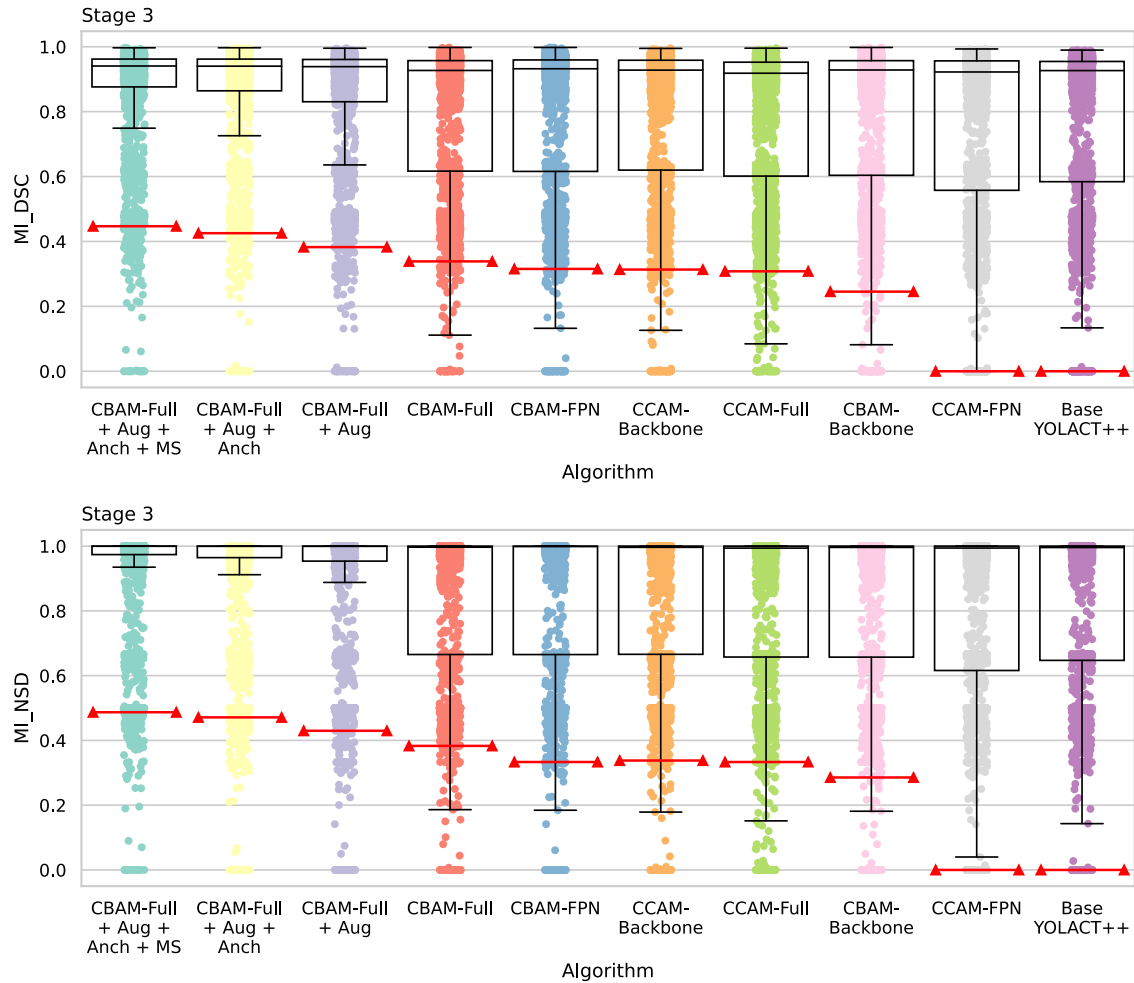 Stage 3
MI_DSC
1.0
0.8
0.6
0.4
0.2
0.0
CBAM-Full
+ Aug +
Anch + MS
CBAM-Full
+ Aug +
Anch
CBAM-Full
+ Aug
CBAM-Full
CBAM-FPN
CCAM-
Backbone
CCAM-Full
CBAM-
Backbone
CCAM-FPN
Base
YOLACT++
Algorithm
Stage 3
MI_NSD
1.0
0.8
0.6
0.4
0.2
0.0
CBAM-Full
+ Aug +
Anch + MS
CBAM-Full
+ Aug +
Anch
CBAM-Full
+ Aug
CBAM-Full
CBAM-FPN
CCAM-
Backbone
CCAM-Full
CBAM-
Backbone
CCAM-FPN
Base
YOLACT++
Algorithm